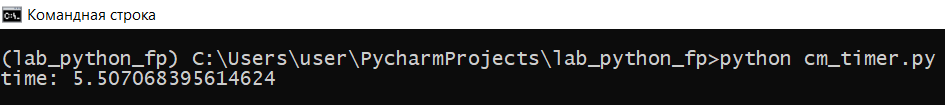 Командная строка
(lab_python_fp) C:\Users\user\PycharmProjects\lab_python_fp>python cm_timer.py
time: 5.507068395614624